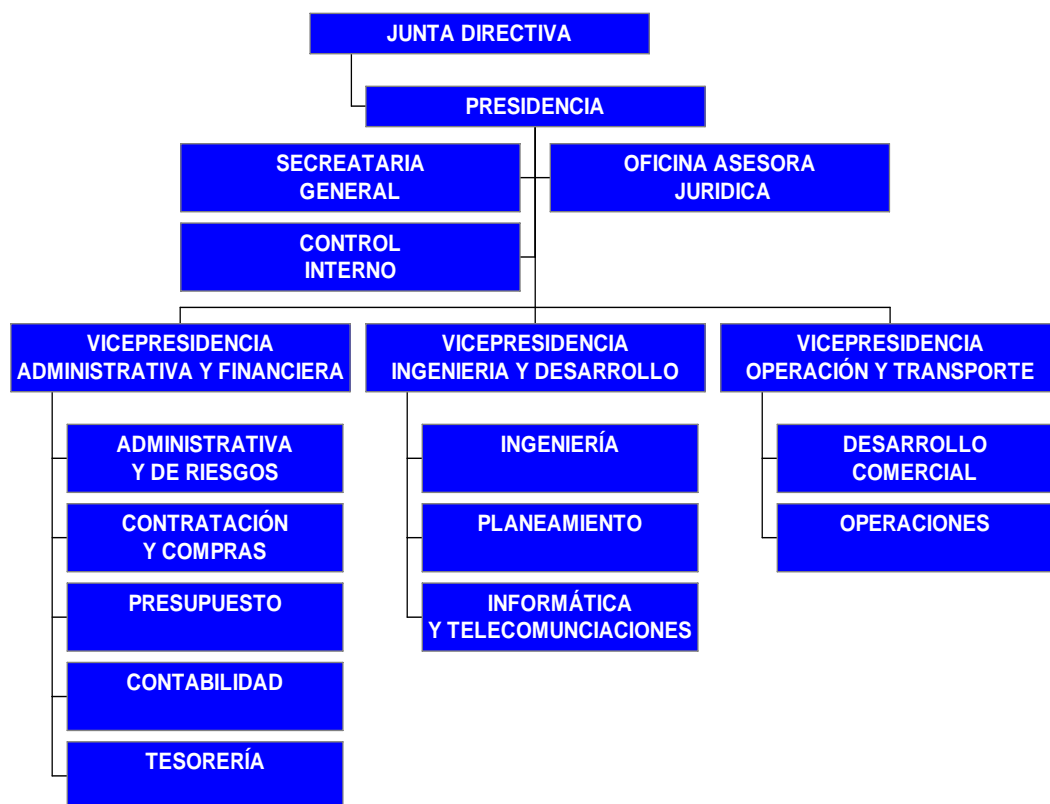 JUNTA DIRECTIVA
PRESIDENCIA
SECREATARIA
GENERAL
OFICINA ASESORA
JURIDICA
CONTROL
INTERNO
VICEPRESIDENCIA
ADMINISTRATIVA Y FINANCIERA
VICEPRESIDENCIA
INGENIERIA Y DESARROLLO
VICEPRESIDENCIA
OPERACIÓN Y TRANSPORTE
ADMINISTRATIVA
Y DE RIESGOS
CONTRATACIÓN
Y COMPRAS
PRESUPUESTO
CONTABILIDAD
TESORERÍA
INGENIERÍA
PLANEAMIENTO
INFORMÁTICA
Y TELECOMUNCIACIONES
DESARROLLO
COMERCIAL
OPERACIONES